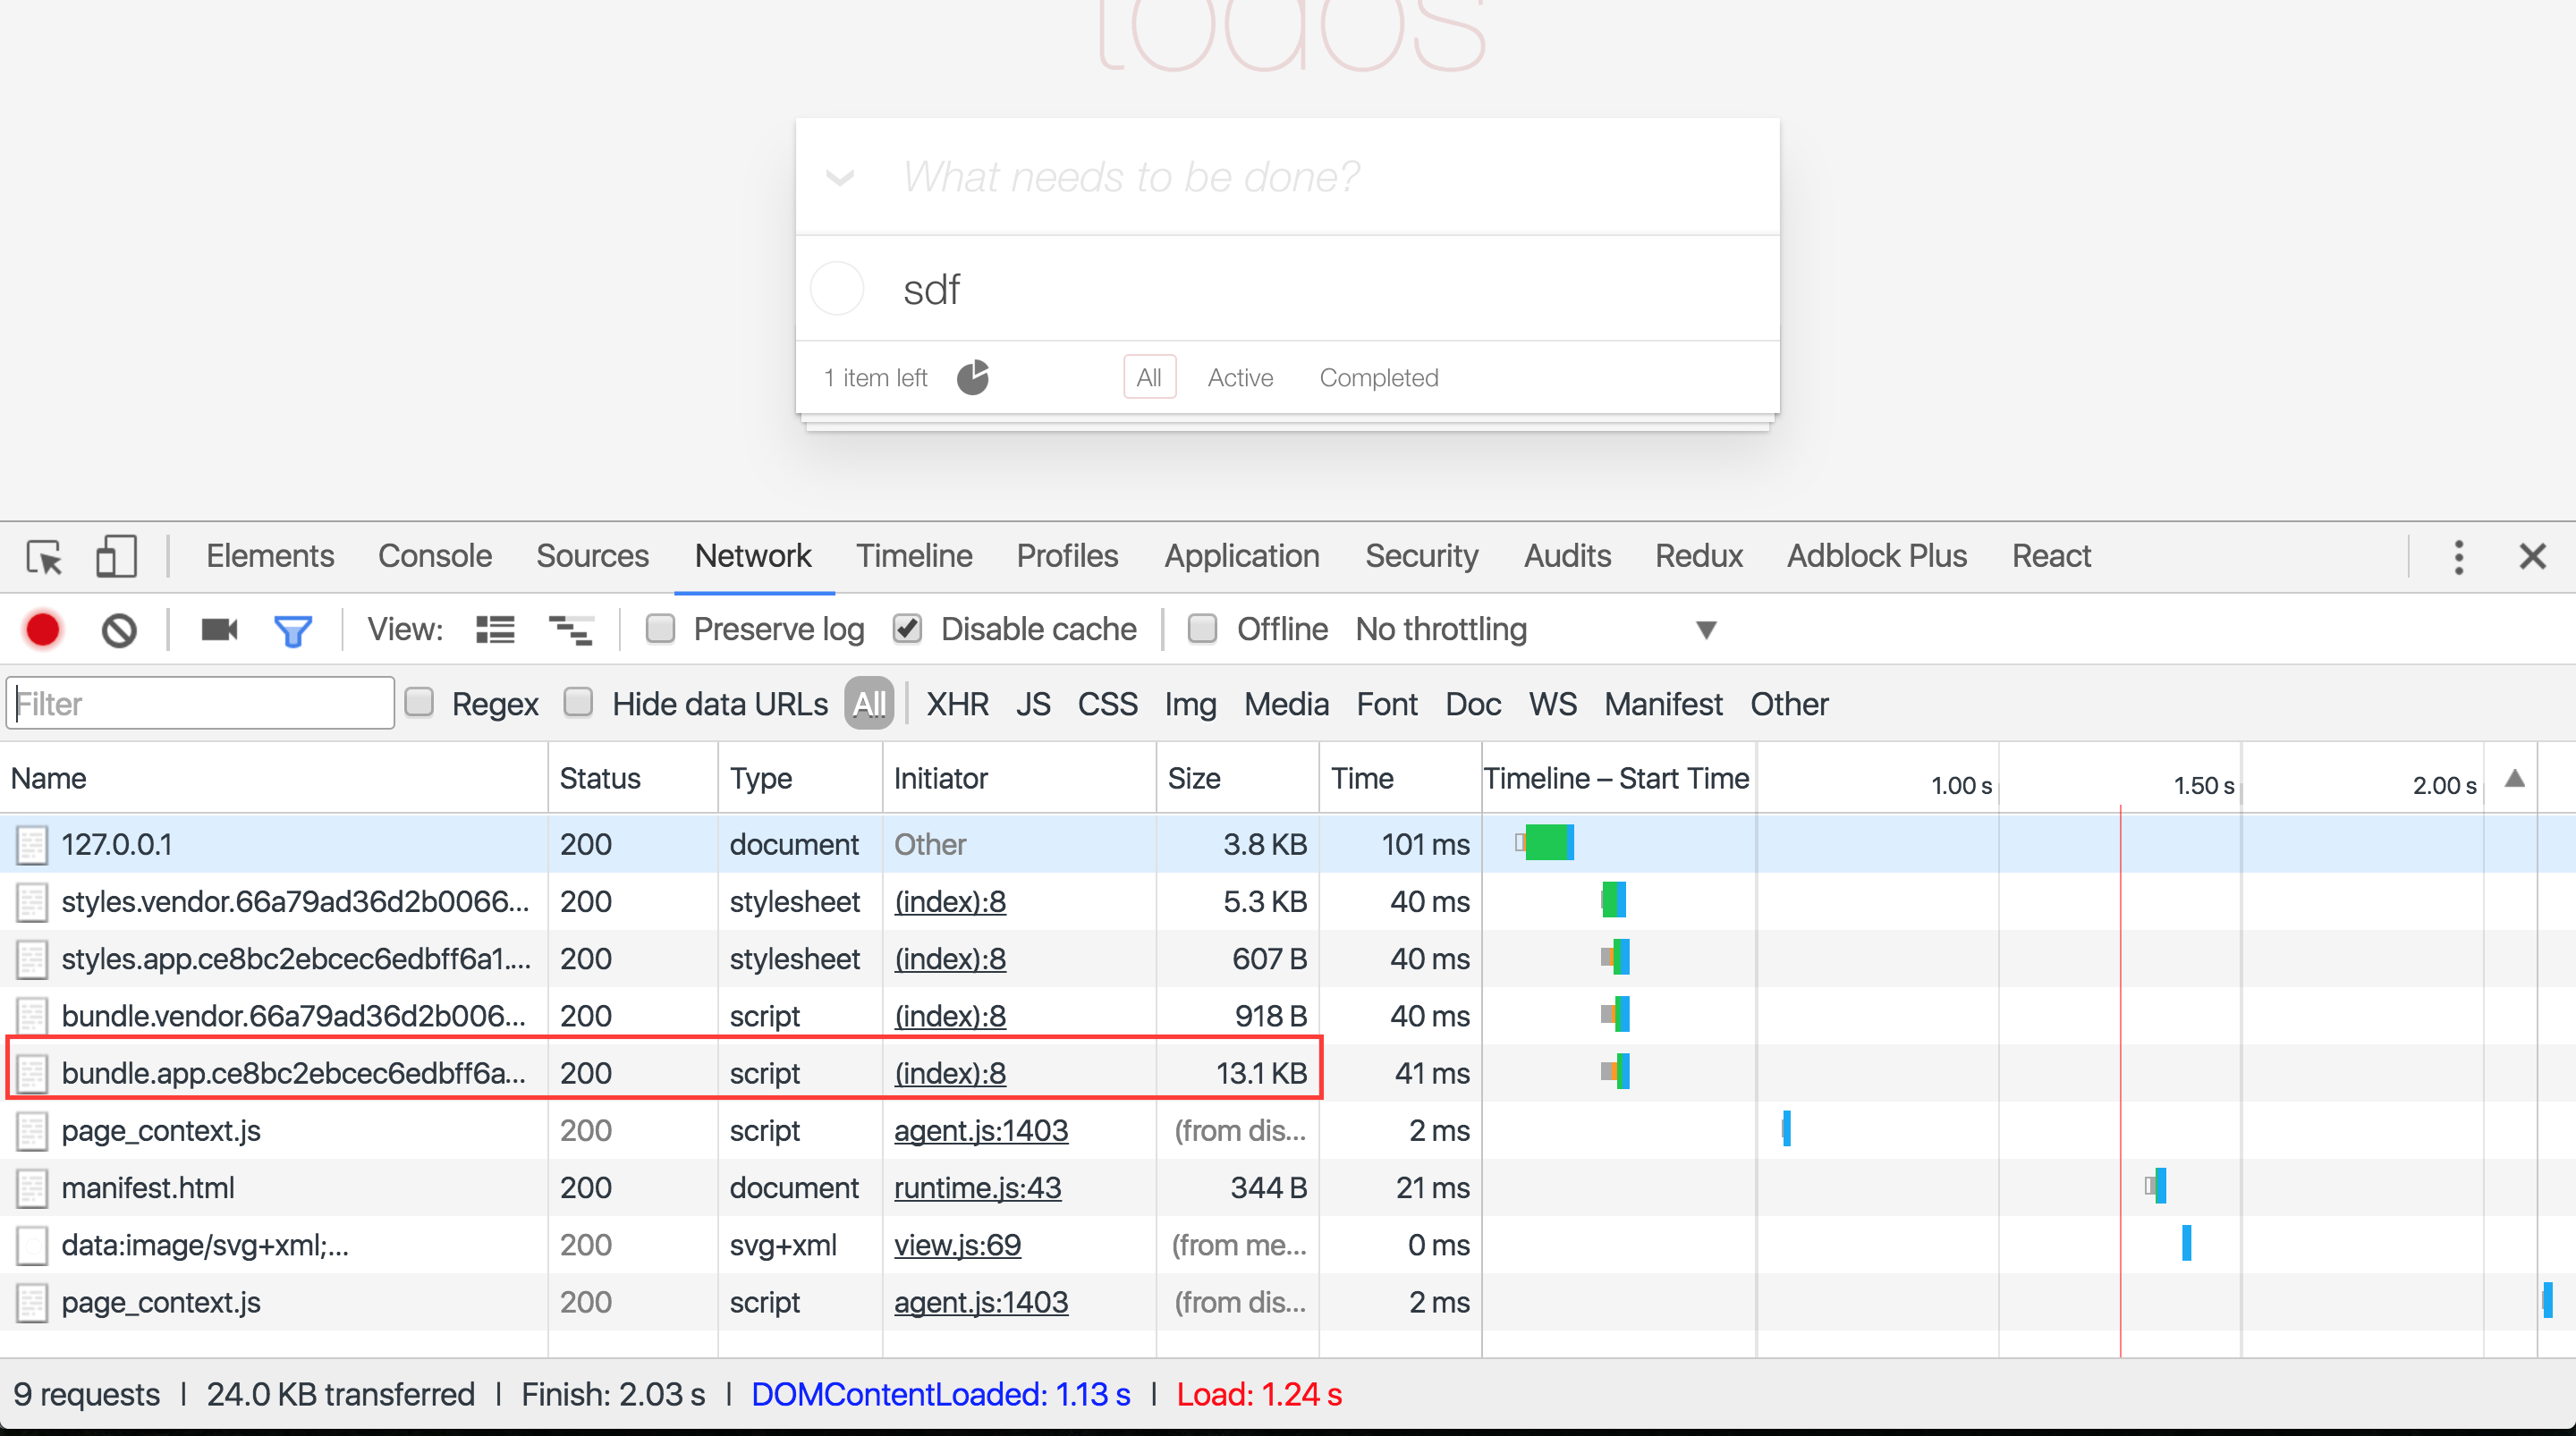 todos
What needs to be done?
sdf
1 item left All Active Completed
Elements Console Sources Network Timeline Profiles Application Security Audits Redux Adblock Plus React
View: Preserve log Disable cache Offline No throttling
Filter Regex Hide data URLs All XHR JS CSS Img Media Font Doc WS Manifest Other
Name Status Type Initiator Size Time Timeline – Start Time 1.00 s 1.50 s 2.00 s
127.0.0.1 200 document Other 3.8 KB 101 ms
styles.vendor.66a79ad36d2b0066... 200 stylesheet (index):8 5.3 KB 40 ms
styles.app.ce8bc2ebcec6edbff6a1.... 200 stylesheet (index):8 607 B 40 ms
bundle.vendor.66a79ad36d2b006... 200 script (index):8 918 B 40 ms
bundle.app.ce8bc2ebcec6edbff6a... 200 script (index):8 13.1 KB 41 ms
page_context.js 200 script agent.js:1403 (from dis... 2 ms
manifest.html 200 document runtime.js:43 344 B 21 ms
data:image/svg+xml;... 200 svg+xml view.js:69 (from me... 0 ms
page_context.js 200 script agent.js:1403 (from dis... 2 ms
9 requests | 24.0 KB transferred | Finish: 2.03 s | DOMContentLoaded: 1.13 s | Load: 1.24 s